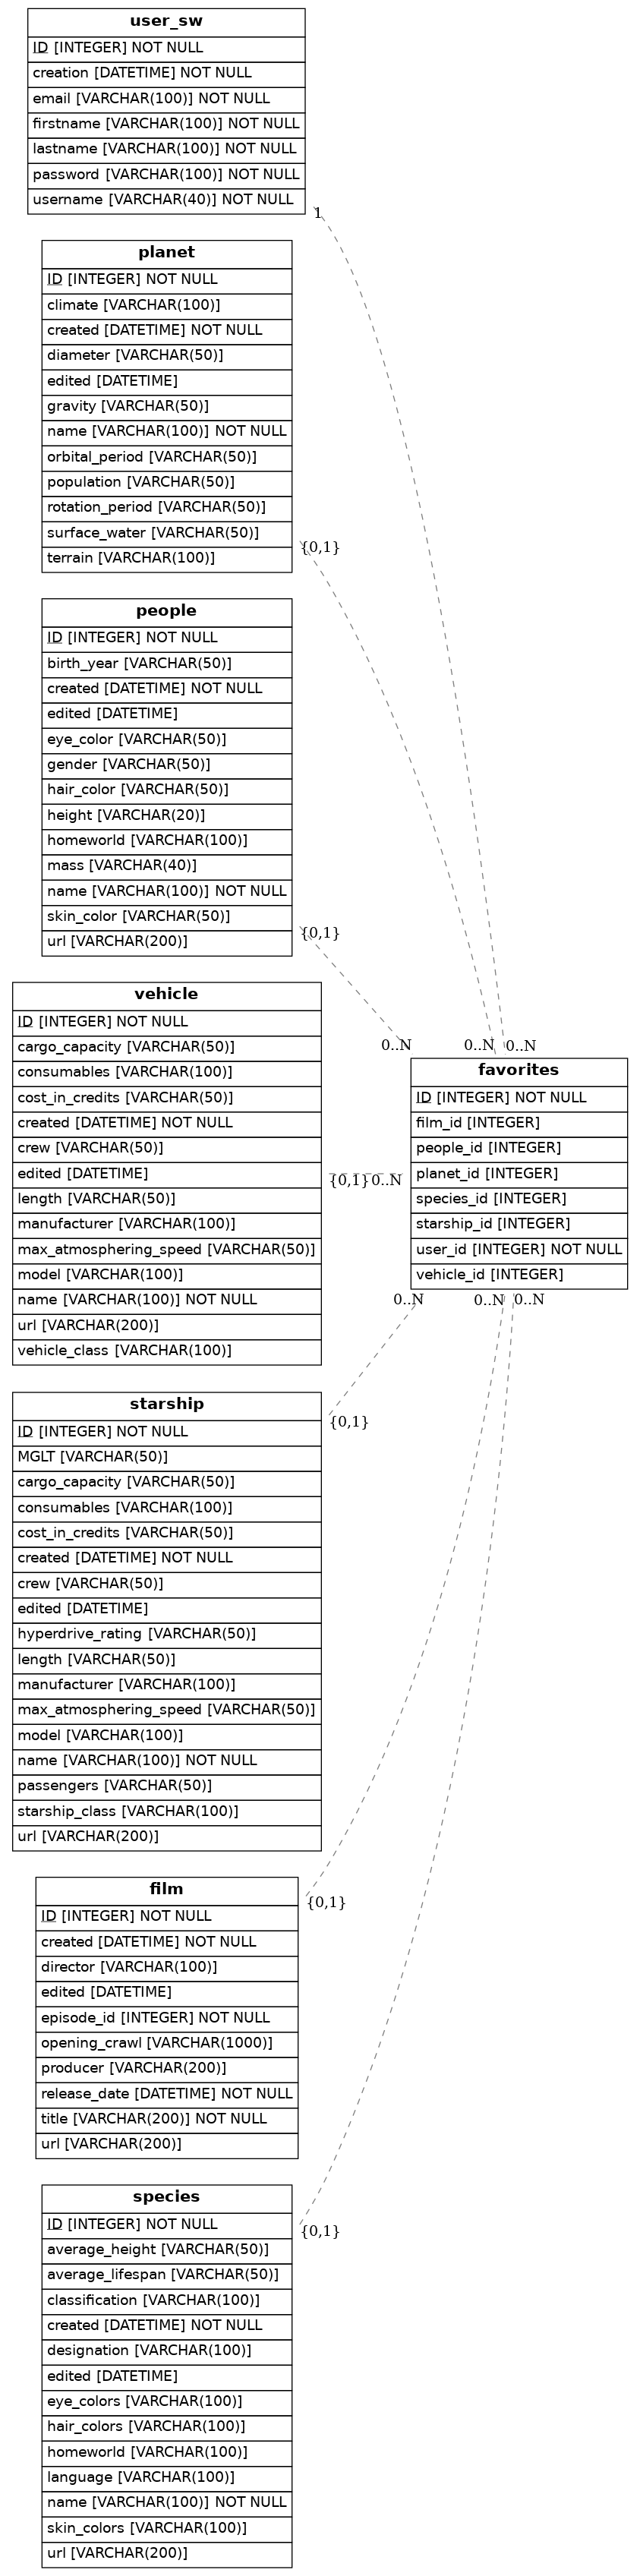 user_sw
ID [INTEGER] NOT NULL
creation [DATETIME] NOT NULL
email [VARCHAR(100)] NOT NULL
firstname [VARCHAR(100)] NOT NULL
lastname [VARCHAR(100)] NOT NULL
password [VARCHAR(100)] NOT NULL
username [VARCHAR(40)] NOT NULL
1
planet
ID [INTEGER] NOT NULL
climate [VARCHAR(100)]
created [DATETIME] NOT NULL
diameter [VARCHAR(50)]
edited [DATETIME]
gravity [VARCHAR(50)]
name [VARCHAR(100)] NOT NULL
orbital_period [VARCHAR(50)]
population [VARCHAR(50)]
rotation_period [VARCHAR(50)]
surface_water [VARCHAR(50)]
terrain [VARCHAR(100)]
{0,1}
people
ID [INTEGER] NOT NULL
birth_year [VARCHAR(50)]
created [DATETIME] NOT NULL
edited [DATETIME]
eye_color [VARCHAR(50)]
gender [VARCHAR(50)]
hair_color [VARCHAR(50)]
height [VARCHAR(20)]
homeworld [VARCHAR(100)]
mass [VARCHAR(40)]
name [VARCHAR(100)] NOT NULL
skin_color [VARCHAR(50)]
url [VARCHAR(200)]
{0,1}
vehicle
ID [INTEGER] NOT NULL
cargo_capacity [VARCHAR(50)]
consumables [VARCHAR(100)]
cost_in_credits [VARCHAR(50)]
created [DATETIME] NOT NULL
crew [VARCHAR(50)]
edited [DATETIME]
length [VARCHAR(50)]
manufacturer [VARCHAR(100)]
max_atmosphering_speed [VARCHAR(50)]
model [VARCHAR(100)]
name [VARCHAR(100)] NOT NULL
url [VARCHAR(200)]
vehicle_class [VARCHAR(100)]
{0,1}
0..N
0..N
0..N
0..N
favorites
ID [INTEGER] NOT NULL
film_id [INTEGER]
people_id [INTEGER]
planet_id [INTEGER]
species_id [INTEGER]
starship_id [INTEGER]
user_id [INTEGER] NOT NULL
vehicle_id [INTEGER]
0..N
0..N
0..N
starship
ID [INTEGER] NOT NULL
MGLT [VARCHAR(50)]
cargo_capacity [VARCHAR(50)]
consumables [VARCHAR(100)]
cost_in_credits [VARCHAR(50)]
created [DATETIME] NOT NULL
crew [VARCHAR(50)]
edited [DATETIME]
hyperdrive_rating [VARCHAR(50)]
length [VARCHAR(50)]
manufacturer [VARCHAR(100)]
max_atmosphering_speed [VARCHAR(50)]
model [VARCHAR(100)]
name [VARCHAR(100)] NOT NULL
passengers [VARCHAR(50)]
starship_class [VARCHAR(100)]
url [VARCHAR(200)]
{0,1}
film
ID [INTEGER] NOT NULL
created [DATETIME] NOT NULL
director [VARCHAR(100)]
edited [DATETIME]
episode_id [INTEGER] NOT NULL
opening_crawl [VARCHAR(1000)]
producer [VARCHAR(200)]
release_date [DATETIME] NOT NULL
title [VARCHAR(200)] NOT NULL
url [VARCHAR(200)]
{0,1}
species
ID [INTEGER] NOT NULL
average_height [VARCHAR(50)]
average_lifespan [VARCHAR(50)]
classification [VARCHAR(100)]
created [DATETIME] NOT NULL
designation [VARCHAR(100)]
edited [DATETIME]
eye_colors [VARCHAR(100)]
hair_colors [VARCHAR(100)]
homeworld [VARCHAR(100)]
language [VARCHAR(100)]
name [VARCHAR(100)] NOT NULL
skin_colors [VARCHAR(100)]
url [VARCHAR(200)]
{0,1}